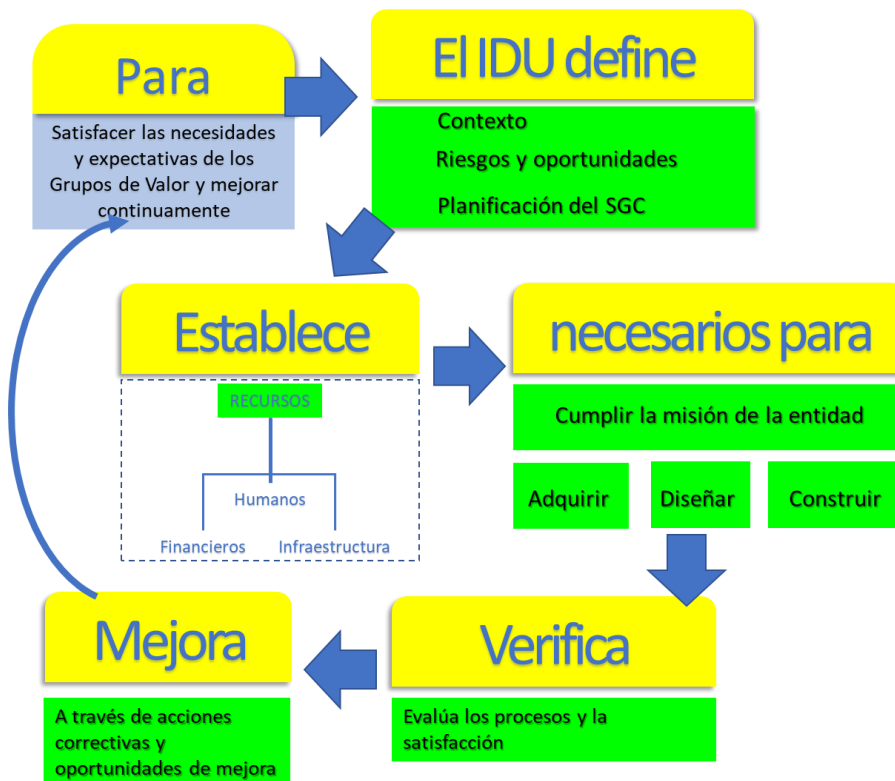 Para
Satisfacer las necesidades
y expectativas de los
Grupos de Valor y mejorar
continuamente
El IDU define
Contexto
Riesgos y oportunidades
Planificación del SGC
Establece
RECURSOS
Humanos
Financieros
Infraestructura
necesarios para
Cumplir la misión de la entidad
Adquirir
Diseñar
Construir
Verifica
Evalúa los procesos y la
satisfacción
Mejora
A través de acciones
correctivas y
oportunidades de mejora